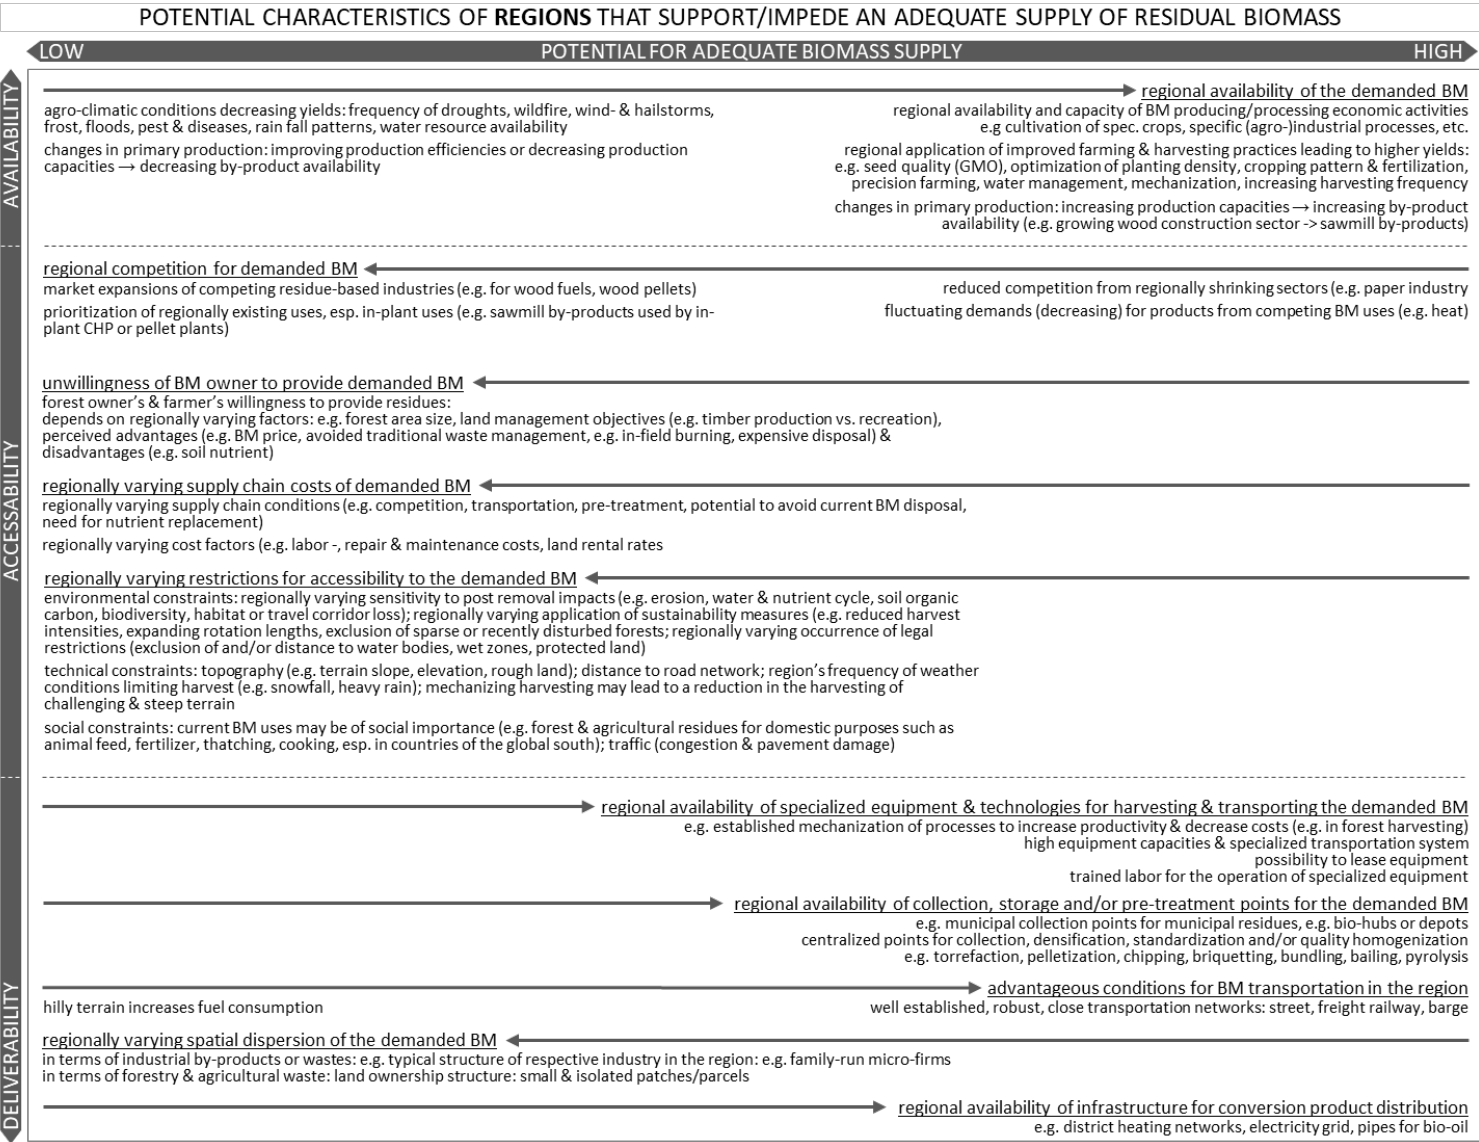 POTENTIAL CHARACTERISTICS OF REGIONS THAT SUPPORT/IMPEDE AN ADEQUATE SUPPLY OF RESIDUAL BIOMASS
LOW POTENTIAL FOR ADEQUATE BIOMASS SUPPLY HIGH
AVAILABILITY
regional availability of the demanded BM
agro-climatic conditions decreasing yields: frequency of droughts, wildfire, wind- & hailstorms,
frost, floods, pest & diseases, rain fall patterns, water resource availability
changes in primary production: improving production efficiencies or decreasing production
capacities → decreasing by-product availability
regional availability and capacity of BM producing/processing economic activities
e.g cultivation of spec. crops, specific (agro-)industrial processes, etc.
regional application of improved farming & harvesting practices leading to higher yields:
e.g. seed quality (GMO), optimization of planting density, cropping pattern & fertilization,
precision farming, water management, mechanization, increasing harvesting frequency
changes in primary production: increasing production capacities → increasing by-product
availability (e.g. growing wood construction sector -> sawmill by-products)
ACCESSABILITY
regional competition for demanded BM
market expansions of competing residue-based industries (e.g. for wood fuels, wood pellets)
prioritization of regionally existing uses, esp. in-plant uses (e.g. sawmill by-products used by in-
plant CHP or pellet plants)
reduced competition from regionally shrinking sectors (e.g. paper industry
fluctuating demands (decreasing) for products from competing BM uses (e.g. heat)
unwillingness of BM owner to provide demanded BM
forest owner's & farmer's willingness to provide residues:
depends on regionally varying factors: e.g. forest area size, land management objectives (e.g. timber production vs. recreation),
perceived advantages (e.g. BM price, avoided traditional waste management, e.g. in-field burning, expensive disposal) &
disadvantages (e.g. soil nutrient)
regionally varying supply chain costs of demanded BM
regionally varying supply chain conditions (e.g. competition, transportation, pre-treatment, potential to avoid current BM disposal,
need for nutrient replacement)
regionally varying cost factors (e.g. labor -, repair & maintenance costs, land rental rates
regionally varying restrictions for accessibility to the demanded BM
environmental constraints: regionally varying sensitivity to post removal impacts (e.g. erosion, water & nutrient cycle, soil organic
carbon, biodiversity, habitat or travel corridor loss); regionally varying application of sustainability measures (e.g. reduced harvest
intensities, expanding rotation lengths, exclusion of sparse or recently disturbed forests; regionally varying occurrence of legal
restrictions (exclusion of and/or distance to water bodies, wet zones, protected land)
technical constraints: topography (e.g. terrain slope, elevation, rough land); distance to road network; region's frequency of weather
conditions limiting harvest (e.g. snowfall, heavy rain); mechanizing harvesting may lead to a reduction in the harvesting of
challenging & steep terrain
social constraints: current BM uses may be of social importance (e.g. forest & agricultural residues for domestic purposes such as
animal feed, fertilizer, thatching, cooking, esp. in countries of the global south); traffic (congestion & pavement damage)
DELIVERABILITY
regional availability of specialized equipment & technologies for harvesting & transporting the demanded BM
e.g. established mechanization of processes to increase productivity & decrease costs (e.g. in forest harvesting)
high equipment capacities & specialized transportation system
possibility to lease equipment
trained labor for the operation of specialized equipment
regional availability of collection, storage and/or pre-treatment points for the demanded BM
e.g. municipal collection points for municipal residues, e.g. bio-hubs or depots
centralized points for collection, densification, standardization and/or quality homogenization
e.g. torrefaction, pelletization, chipping, briquetting, bundling, bailing, pyrolysis
advantageous conditions for BM transportation in the region
hilly terrain increases fuel consumption
well established, robust, close transportation networks: street, freight railway, barge
regionally varying spatial dispersion of the demanded BM
in terms of industrial by-products or wastes: e.g. typical structure of respective industry in the region: e.g. family-run micro-firms
in terms of forestry & agricultural waste: land ownership structure: small & isolated patches/parcels
regional availability of infrastructure for conversion product distribution
e.g. district heating networks, electricity grid, pipes for bio-oil